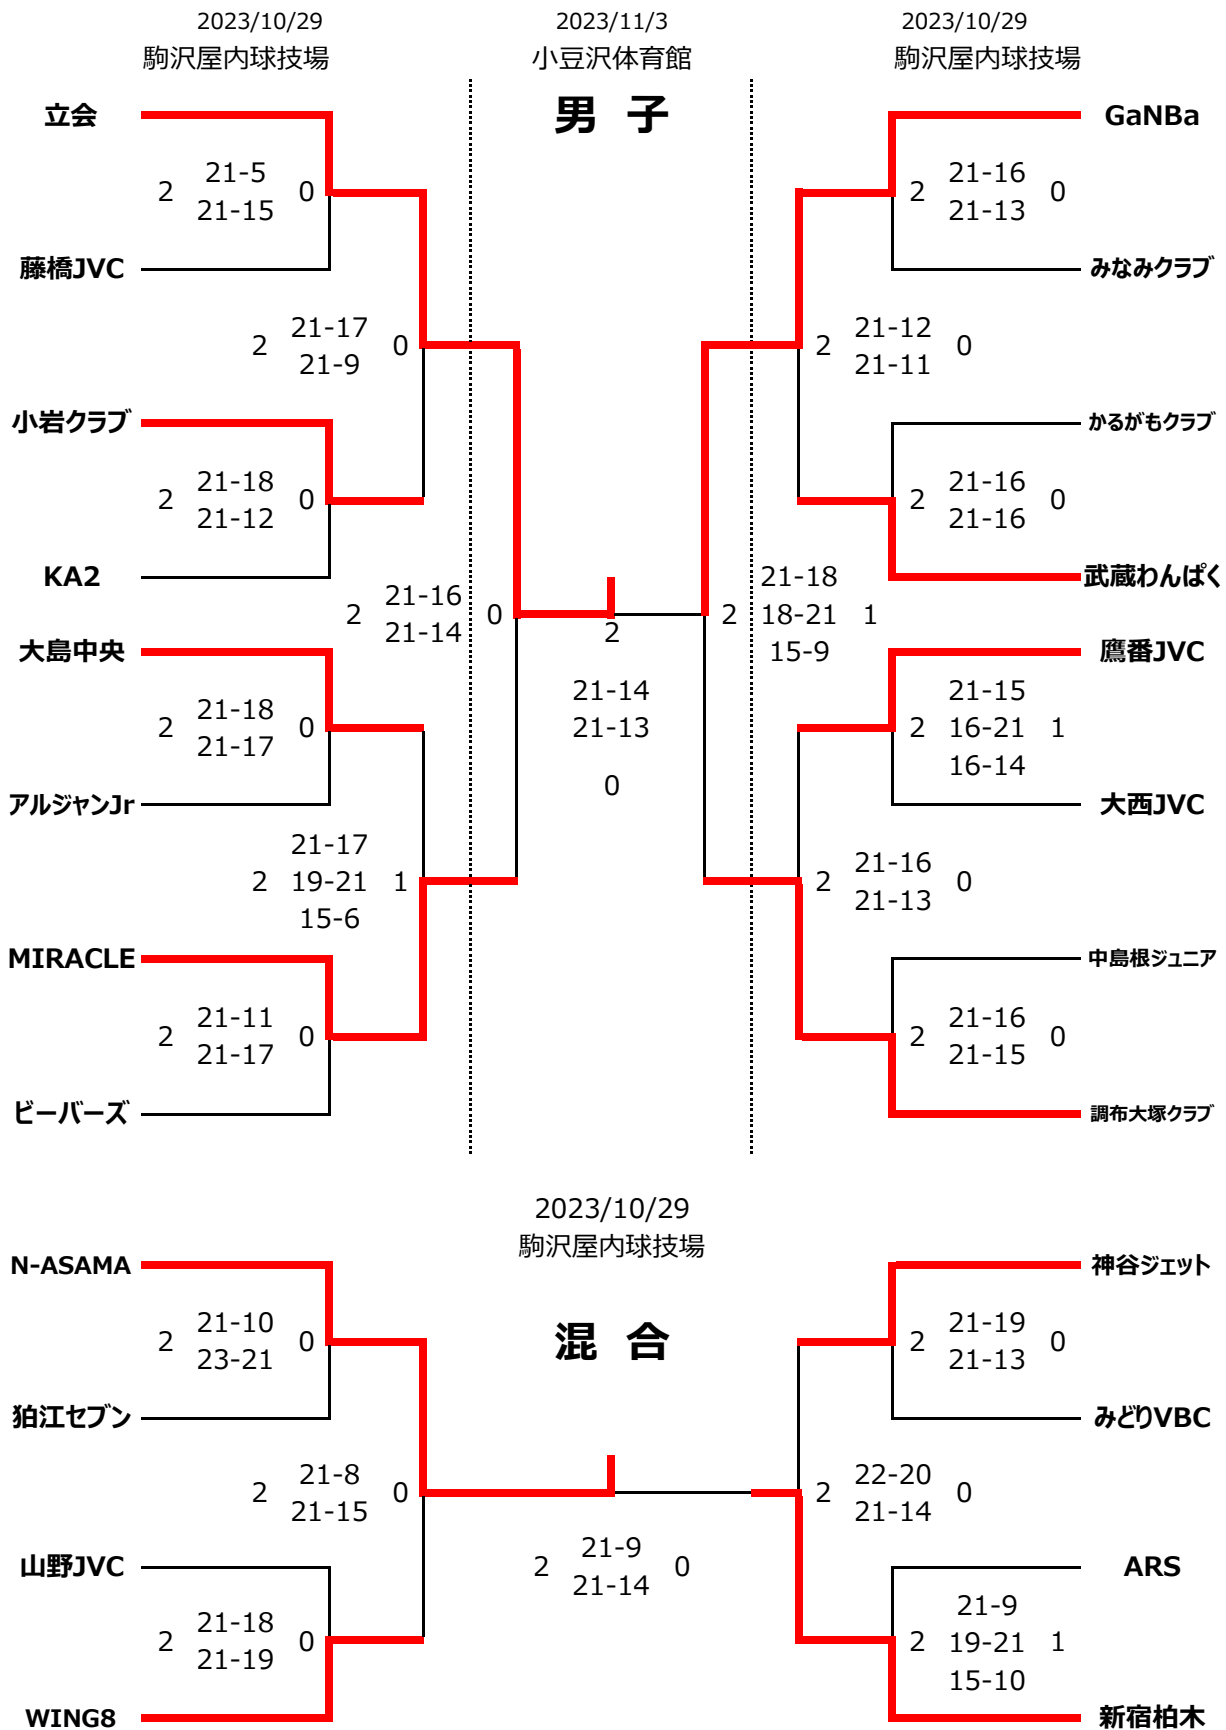 2023/10/29
2023/11/3
2023/10/29
駒沢屋内球技場
小豆沢体育館
駒沢屋内球技場
男 子
立会
GaNBa
2 21-5 0
21-15
2 21-16 0
21-13
藤橋JVC
みなみクラブ
2 21-17 0
21-9
2 21-12 0
21-11
小岩クラブ
かるがもクラブ
2 21-18 0
21-12
2 21-16 0
21-16
KA2
武蔵わんぱく
2 21-16 0
21-14
21-18
2 18-21 1
15-9
大島中央
鷹番JVC
2
21-14
21-13
0
2 21-18 0
21-17
21-15
2 16-21 1
16-14
アルジャンJr
大西JVC
21-17
2 19-21 1
15-6
2 21-16 0
21-13
MIRACLE
中島根ジュニア
2 21-11 0
21-17
2 21-16 0
21-15
ビーバーズ
調布大塚クラブ
2023/10/29
駒沢屋内球技場
混 合
N-ASAMA
神谷ジェット
2 21-10 0
23-21
2 21-19 0
21-13
狛江セブン
みどりVBC
2 21-8 0
21-15
2 22-20 0
21-14
2 21-9 0
21-14
山野JVC
ARS
2 21-18 0
21-19
21-9
2 19-21 1
15-10
WING8
新宿柏木